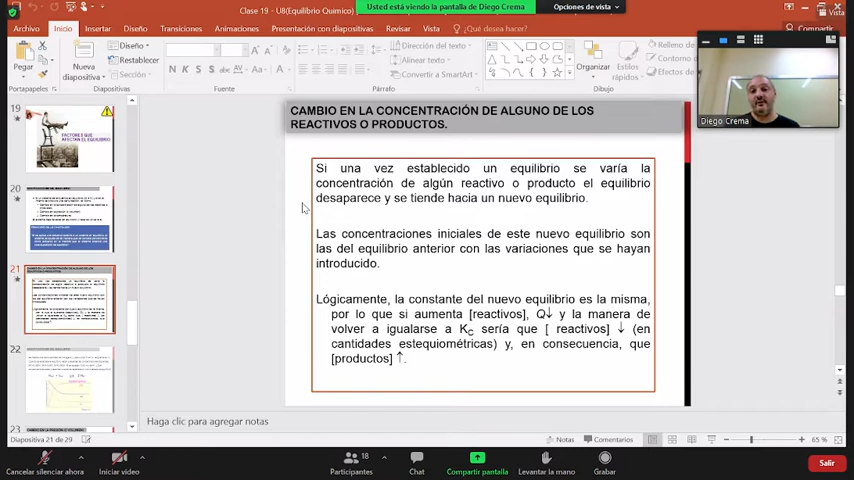 Clase 19 - U8(Equilibrio Quimico)
Usted está viendo la pantalla de Diego Crema
Opciones de vista
Vista
Archivo Inicio Insertar Diseño Transiciones Animaciones Presentación con diapositivas Revisar Vista ¿Qué desea hacer?
Compartir
Pegar
Nueva diapositiva
Diseño
Restablecer
Sección
N K S
Dirección del texto
Alinear texto
Convertir a SmartArt
Organizar
Estilos rápidos
Relleno
Contorno
Efectos de
Portapapeles
Diapositivas
Fuente
Párrafo
Dibujo
Diego Crema
19
FACTORES QUE
AFECTAN EL EQUILIBRIO
20
21
22
23
CAMBIO EN LA CONCENTRACIÓN DE ALGUNO DE LOS
REACTIVOS O PRODUCTOS.
Si una vez establecido un equilibrio se varía la
concentración de algún reactivo o producto el equilibrio
desaparece y se tiende hacia un nuevo equilibrio.
Las concentraciones iniciales de este nuevo equilibrio son
las del equilibrio anterior con las variaciones que se hayan
introducido.
Lógicamente, la constante del nuevo equilibrio es la misma,
por lo que si aumenta [reactivos], Q↓ y la manera de
volver a igualarse a KC sería que [ reactivos] ↓ (en
cantidades estequiométricas) y, en consecuencia, que
[productos] ↑.
Haga clic para agregar notas
Diapositiva 21 de 29
Notas
Comentarios
65 %
Cancelar silenciar ahora
Iniciar video
18
Participantes
Chat
Compartir pantalla
Levantar la mano
Grabar
Salir